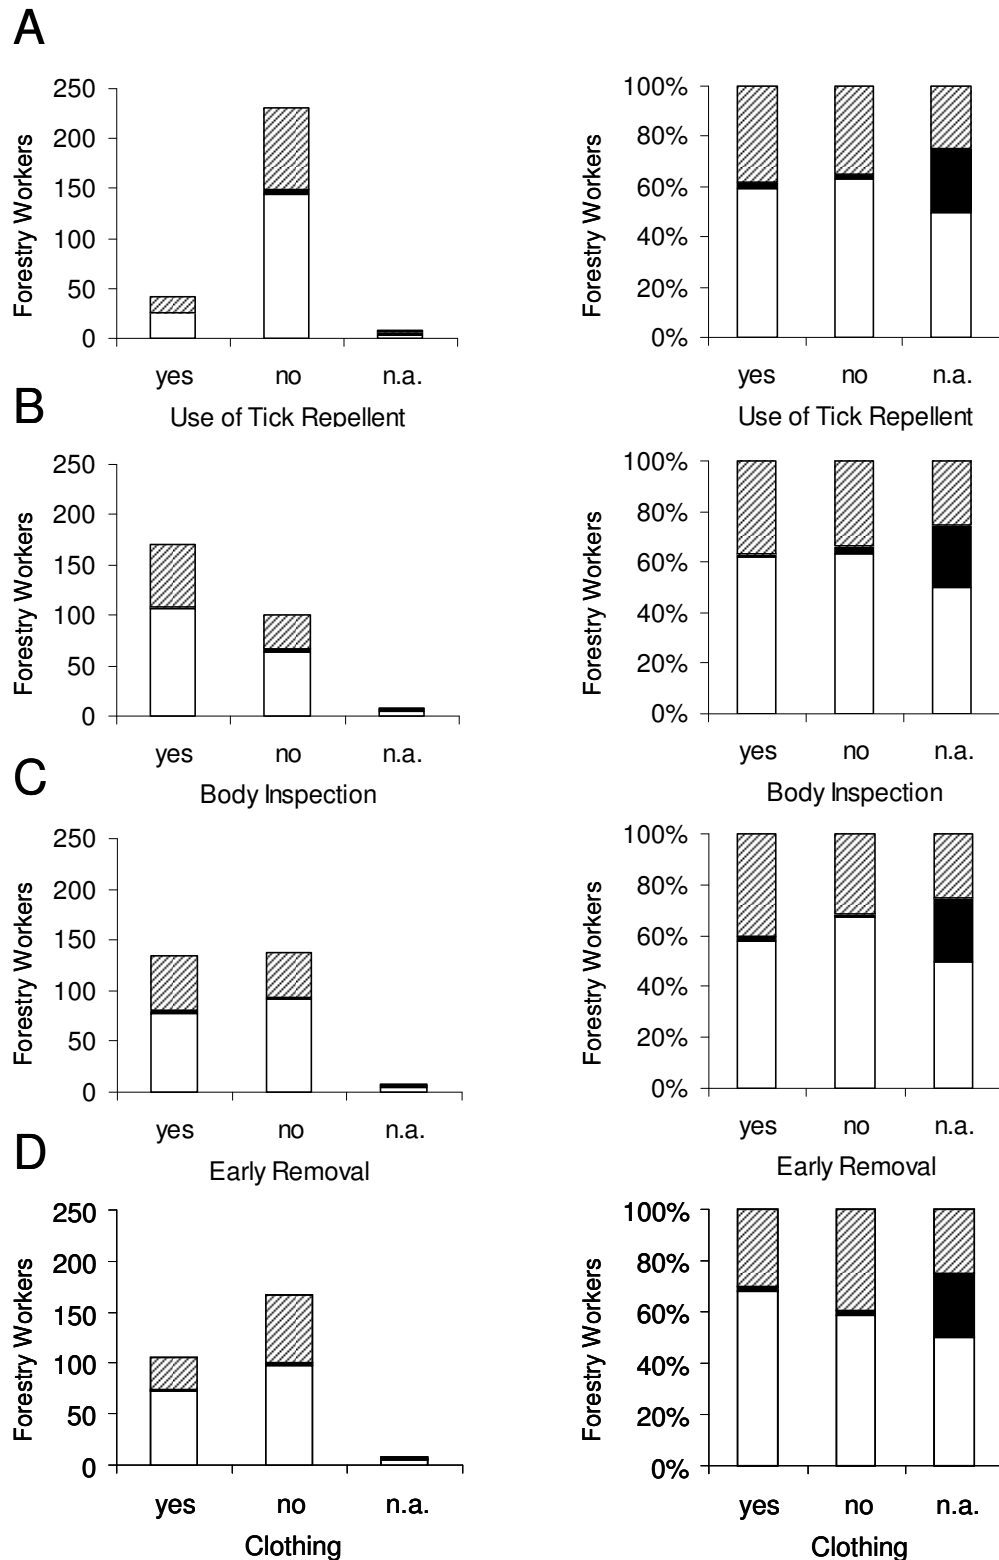 A
250
200
150
100
50
0
Forestry Workers
yes no n.a.
Use of Tick Repellent
100%
80%
60%
40%
20%
0%
Forestry Workers
yes no n.a.
Use of Tick Repellent
B
250
200
150
100
50
0
Forestry Workers
yes no n.a.
Body Inspection
100%
80%
60%
40%
20%
0%
Forestry Workers
yes no n.a.
Body Inspection
C
250
200
150
100
50
0
Forestry Workers
yes no n.a.
Early Removal
100%
80%
60%
40%
20%
0%
Forestry Workers
yes no n.a.
Early Removal
D
250
200
150
100
50
0
Forestry Workers
yes no n.a.
Clothing
100%
80%
60%
40%
20%
0%
Forestry Workers
yes no n.a.
Clothing